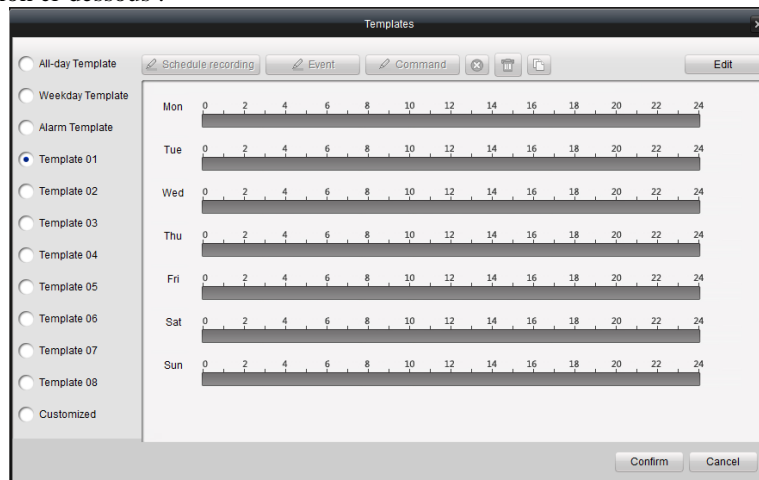 Templates
All-day Template
Weekday Template
Alarm Template
Template 01
Template 02
Template 03
Template 04
Template 05
Template 06
Template 07
Template 08
Customized
Schedule recording Event Command Edit
Mon 0 2 4 6 8 10 12 14 16 18 20 22 24
Tue 0 2 4 6 8 10 12 14 16 18 20 22 24
Wed 0 2 4 6 8 10 12 14 16 18 20 22 24
Thu 0 2 4 6 8 10 12 14 16 18 20 22 24
Fri 0 2 4 6 8 10 12 14 16 18 20 22 24
Sat 0 2 4 6 8 10 12 14 16 18 20 22 24
Sun 0 2 4 6 8 10 12 14 16 18 20 22 24
Confirm Cancel